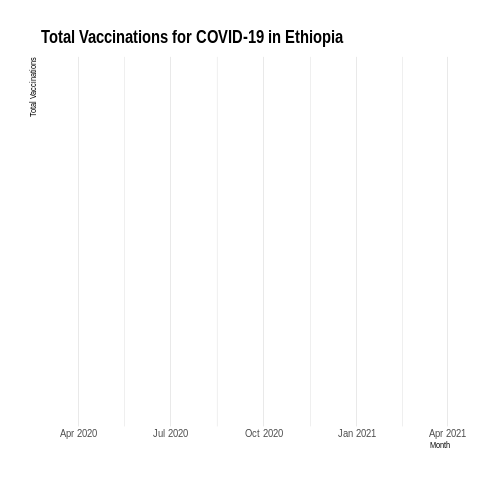 Total Vaccinations for COVID-19 in Ethiopia
Total Vaccinations
Apr 2020
Jul 2020
Oct 2020
Jan 2021
Apr 2021
Month